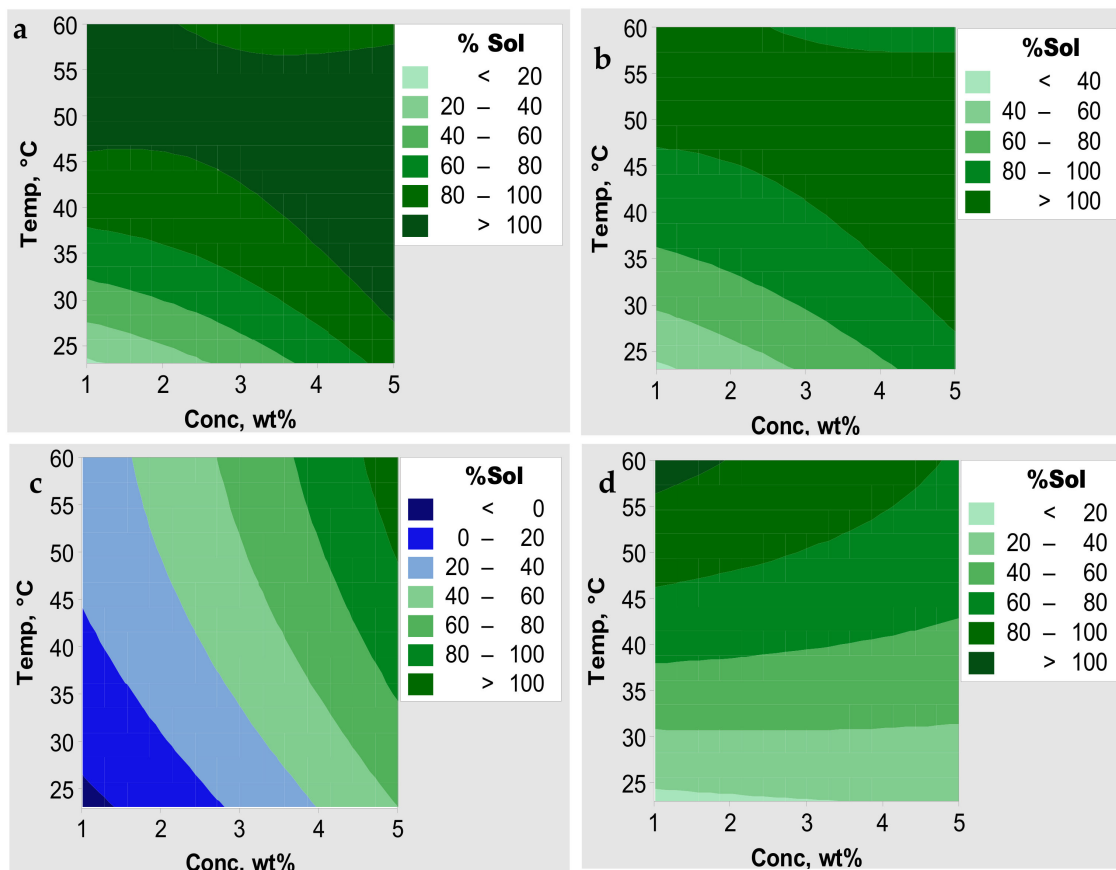 a
% Sol
< 20
20 – 40
40 – 60
60 – 80
80 – 100
> 100
60
55
50
45
40
35
30
25
Temp, °C
1 2 3 4 5
Conc, wt%
b
%Sol
< 40
40 – 60
60 – 80
80 – 100
> 100
60
55
50
45
40
35
30
25
Temp, °C
1 2 3 4 5
Conc, wt%
c
%Sol
< 0
0 – 20
20 – 40
40 – 60
60 – 80
80 – 100
> 100
60
55
50
45
40
35
30
25
Temp, °C
1 2 3 4 5
Conc, wt%
d
%Sol
< 20
20 – 40
40 – 60
60 – 80
80 – 100
> 100
60
55
50
45
40
35
30
25
Temp, °C
1 2 3 4 5
Conc, wt%